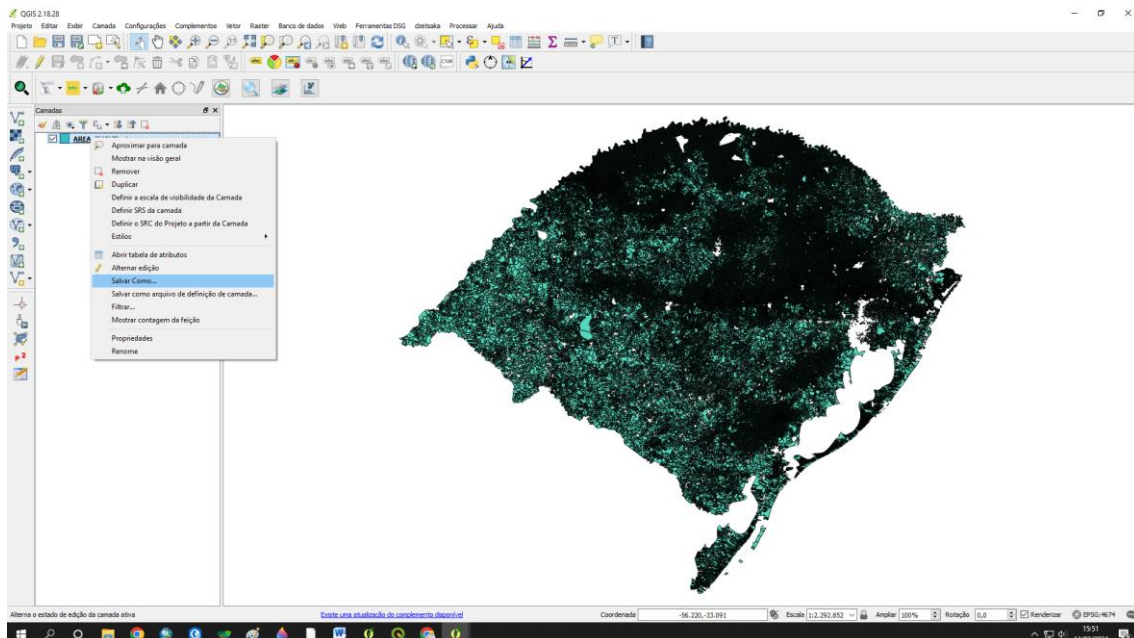 QGIS 2.18.28
Projeto Editar Exibir Camada Configurações Complementos Vetor Raster Banco de dados Web Ferramentas DSG dzetsaka Processar Ajuda
Camadas
AREA
Aproximar para camada
Mostrar na visão geral
Remover
Duplicar
Definir a escala de visibilidade da Camada
Definir SRS da camada
Definir o SRC do Projeto a partir da Camada
Estilos
Abrir tabela de atributos
Alternar edição
Salvar Como...
Salvar como arquivo de definição de camada...
Filtrar...
Mostrar contagem da feição
Propriedades
Renome
Alterna o estado de edição da camada ativa Existe uma atualização do complemento disponível Coordenada -56.220,-33.091 Escala 1:2.292.852 Ampliar 100% Rotação 0,0 Renderizar EPSG:4674
15:51